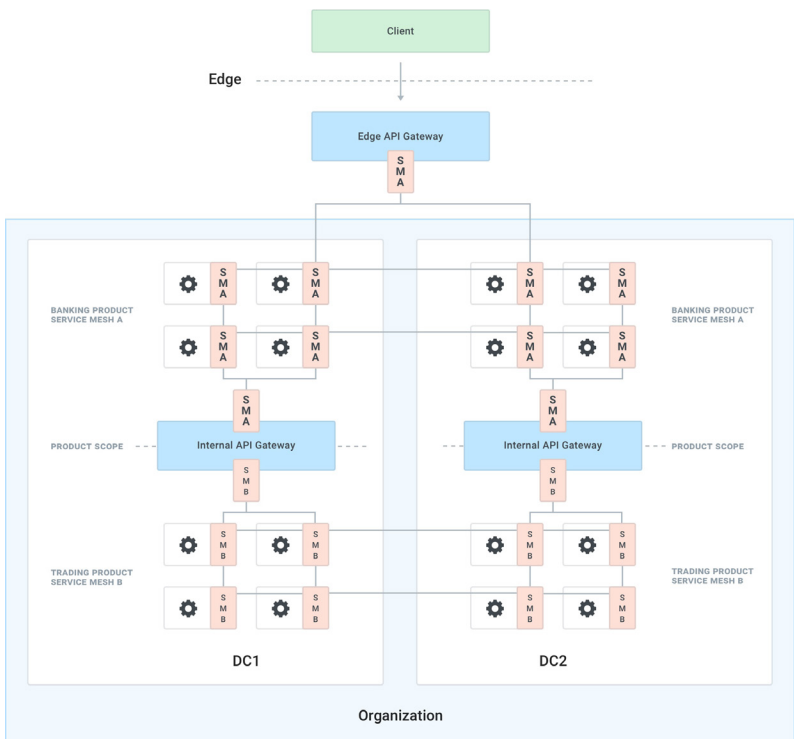 Client
Edge
Edge API Gateway
S
M
A
S
M
A
S
M
A
S
M
A
S
M
A
BANKING PRODUCT
SERVICE MESH A
BANKING PRODUCT
SERVICE MESH A
S
M
A
S
M
A
S
M
A
S
M
A
S
M
A
S
M
A
PRODUCT SCOPE
Internal API Gateway
Internal API Gateway
PRODUCT SCOPE
S
M
B
S
M
B
S
M
B
S
M
B
S
M
B
S
M
B
TRADING PRODUCT
SERVICE MESH B
TRADING PRODUCT
SERVICE MESH B
S
M
B
S
M
B
S
M
B
S
M
B
DC1
DC2
Organization